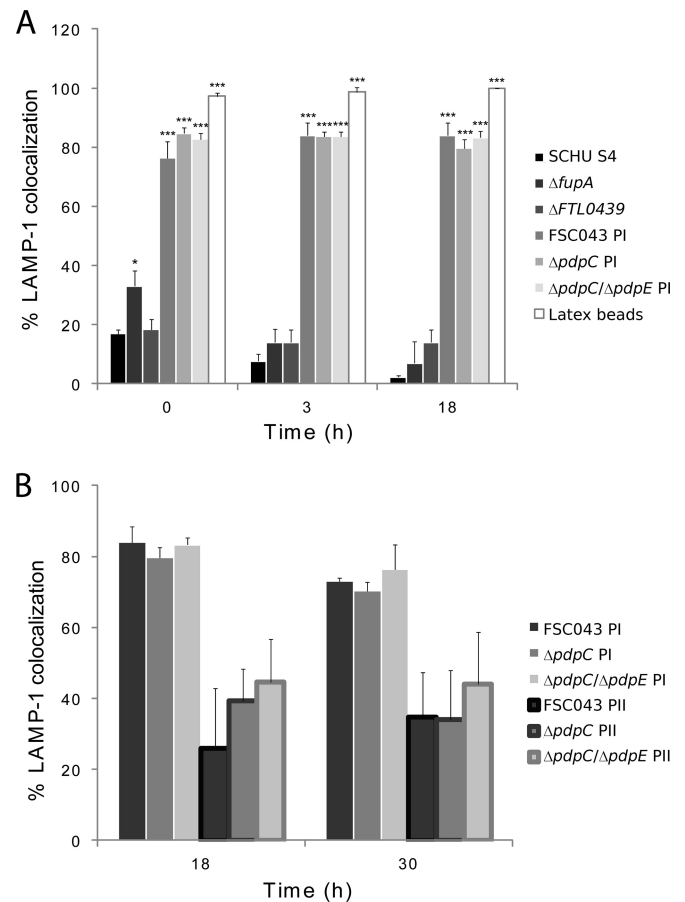 A
% LAMP-1 colocalization
120
100
80
60
40
20
0
*
***
***
***
***
***
***
***
***
***
***
***
***
0
3
18
Time (h)
SCHU S4
ΔfupA
ΔFTL0439
FSC043 PI
ΔpdpC PI
ΔpdpC/ΔpdpE PI
Latex beads
B
% LAMP-1 colocalization
100
80
60
40
20
0
18
30
Time (h)
FSC043 PI
ΔpdpC PI
ΔpdpC/ΔpdpE PI
FSC043 PII
ΔpdpC PII
ΔpdpC/ΔpdpE PII